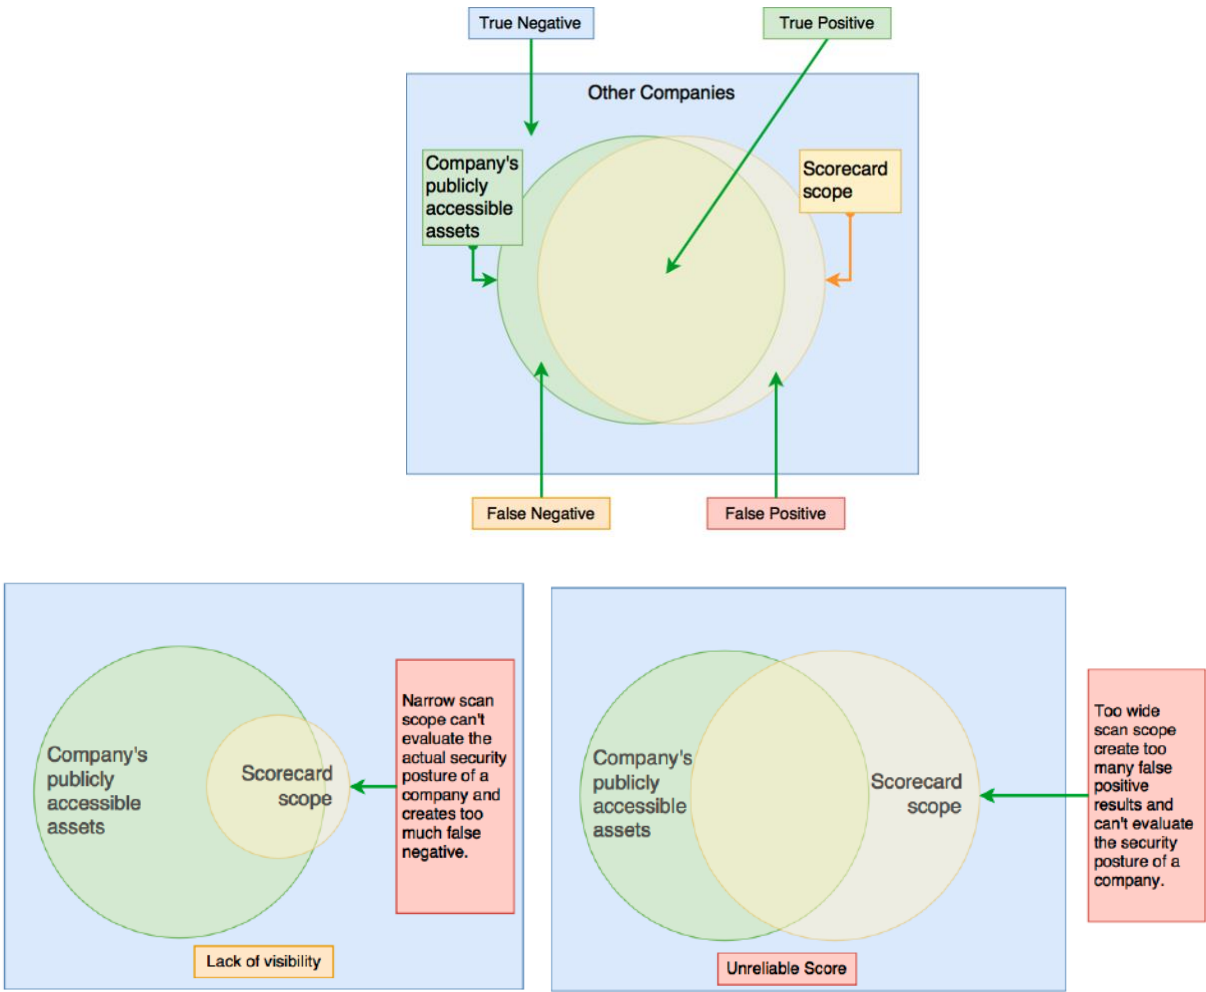 True Negative
True Positive
Other Companies
Company's
publicly
accessible
assets
Scorecard
scope
False Negative
False Positive
Company's
publicly
accessible
assets
Scorecard
scope
Narrow scan
scope can't
evaluate the
actual security
posture of a
company and
creates too
much false
negative.
Lack of visibility
Company's
publicly
accessible
assets
Scorecard
scope
Too wide
scan scope
create too
many false
positive
results and
can't evaluate
the security
posture of a
company.
Unreliable Score